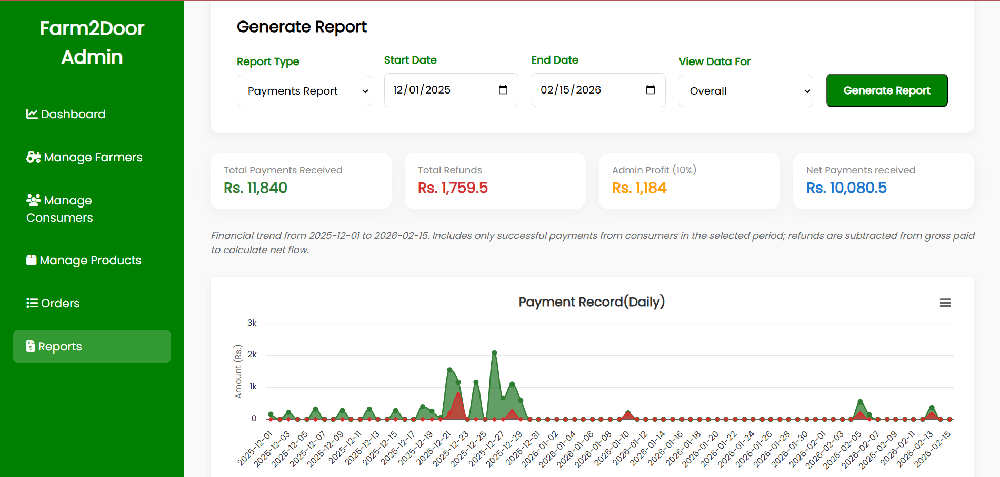 Farm2Door
Admin
Dashboard
Manage Farmers
Manage
Consumers
Manage Products
Orders
Reports
Generate Report
Report Type
Start Date
End Date
View Data For
Payments Report
12/01/2025
02/15/2026
Overall
Generate Report
Total Payments Received
Rs. 11,840
Total Refunds
Rs. 1,759.5
Admin Profit (10%)
Rs. 1,184
Net Payments received
Rs. 10,080.5
Financial trend from 2025-12-01 to 2026-02-15. Includes only successful payments from consumers in the selected period; refunds are subtracted from gross paid
to calculate net flow.
Payment Record(Daily)
Amount (Rs.)
3k
2k
1k
0
2025-12-01
2025-12-03
2025-12-05
2025-12-07
2025-12-09
2025-12-11
2025-12-13
2025-12-15
2025-12-17
2025-12-19
2025-12-21
2025-12-23
2025-12-25
2025-12-27
2025-12-29
2025-12-31
2026-01-02
2026-01-04
2026-01-06
2026-01-08
2026-01-10
2026-01-12
2026-01-14
2026-01-16
2026-01-18
2026-01-20
2026-01-22
2026-01-24
2026-01-26
2026-01-28
2026-01-30
2026-02-01
2026-02-03
2026-02-05
2026-02-07
2026-02-09
2026-02-11
2026-02-13
2026-02-15